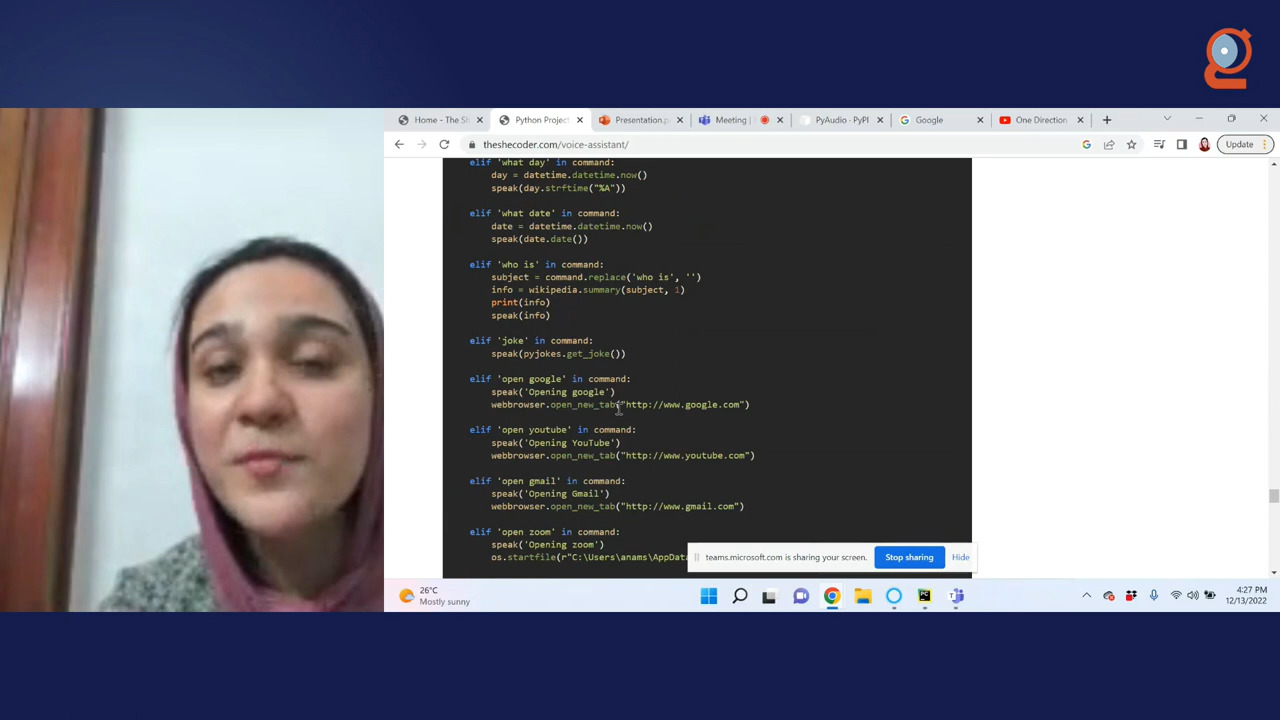 Home - The Sh
Python Project
Presentation.p
Meeting |
PyAudio · PyPI
Google
One Direction
theshecoder.com/voice-assistant/
Update
elif 'what day' in command:
day = datetime.datetime.now()
speak(day.strftime("%A"))
elif 'what date' in command:
date = datetime.datetime.now()
speak(date.date())
elif 'who is' in command:
subject = command.replace('who is', '')
info = wikipedia.summary(subject, 1)
print(info)
speak(info)
elif 'joke' in command:
speak(pyjokes.get_joke())
elif 'open google' in command:
speak('Opening google')
webbrowser.open_new_tab("http://www.google.com")
elif 'open youtube' in command:
speak('Opening YouTube')
webbrowser.open_new_tab("http://www.youtube.com")
elif 'open gmail' in command:
speak('Opening Gmail')
webbrowser.open_new_tab("http://www.gmail.com")
elif 'open zoom' in command:
speak('Opening zoom')
os.startfile(r"C:\Users\anams\AppData
teams.microsoft.com is sharing your screen.
Stop sharing
Hide
26°C
Mostly sunny
4:27 PM
12/13/2022